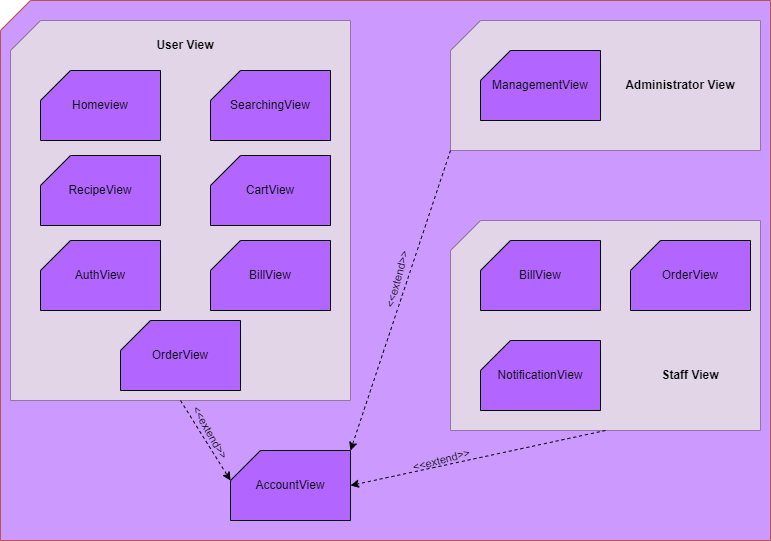 User View
Homeview
SearchingView
RecipeView
CartView
AuthView
BillView
OrderView
ManagementView
Administrator View
<<extend>>
BillView
OrderView
NotificationView
Staff View
<<extend>>
<<extend>>
AccountView